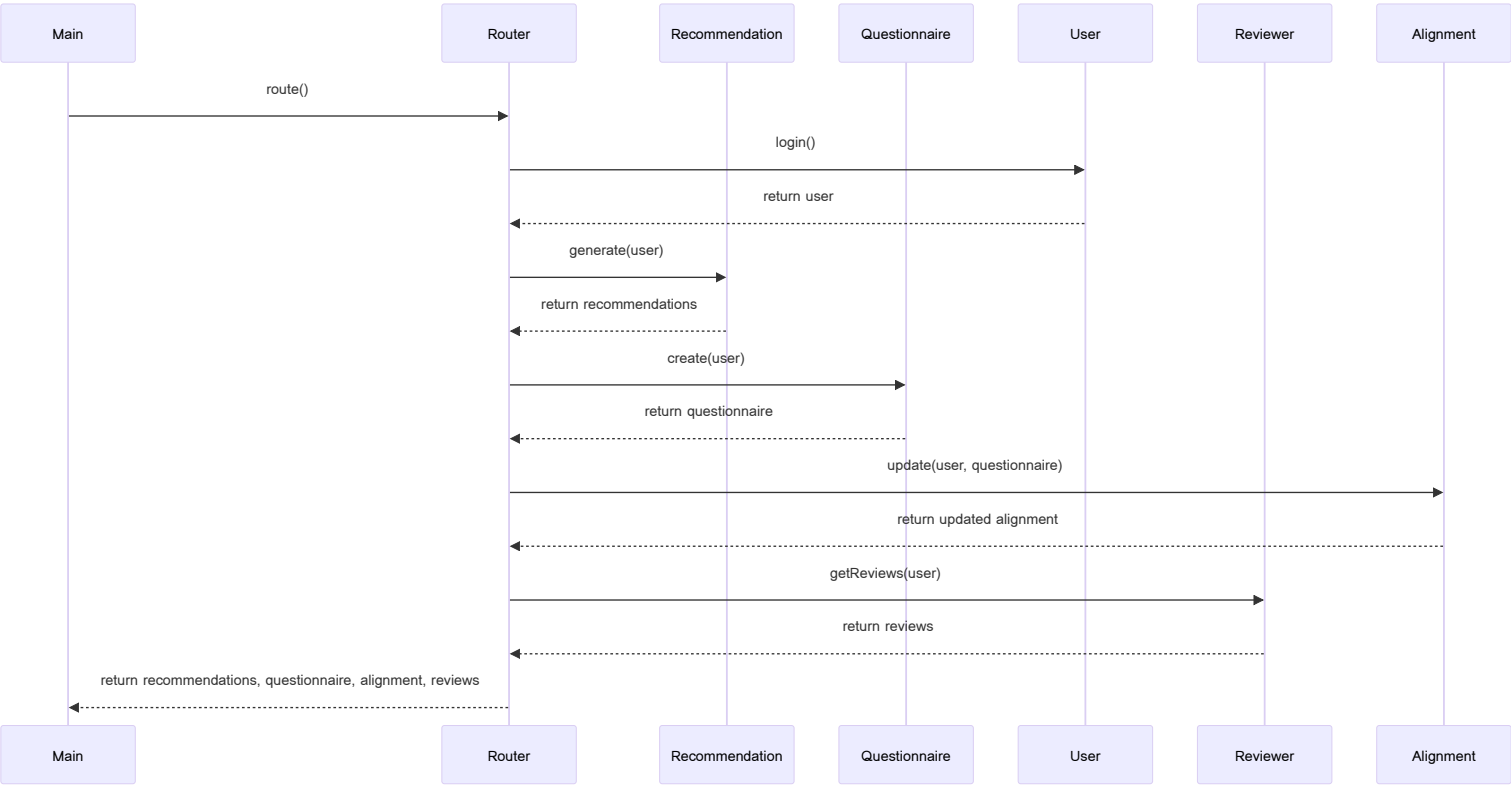 Main
Router
Recommendation
Questionnaire
User
Reviewer
Alignment
route()
login()
return user
generate(user)
return recommendations
create(user)
return questionnaire
update(user, questionnaire)
return updated alignment
getReviews(user)
return reviews
return recommendations, questionnaire, alignment, reviews
Main
Router
Recommendation
Questionnaire
User
Reviewer
Alignment